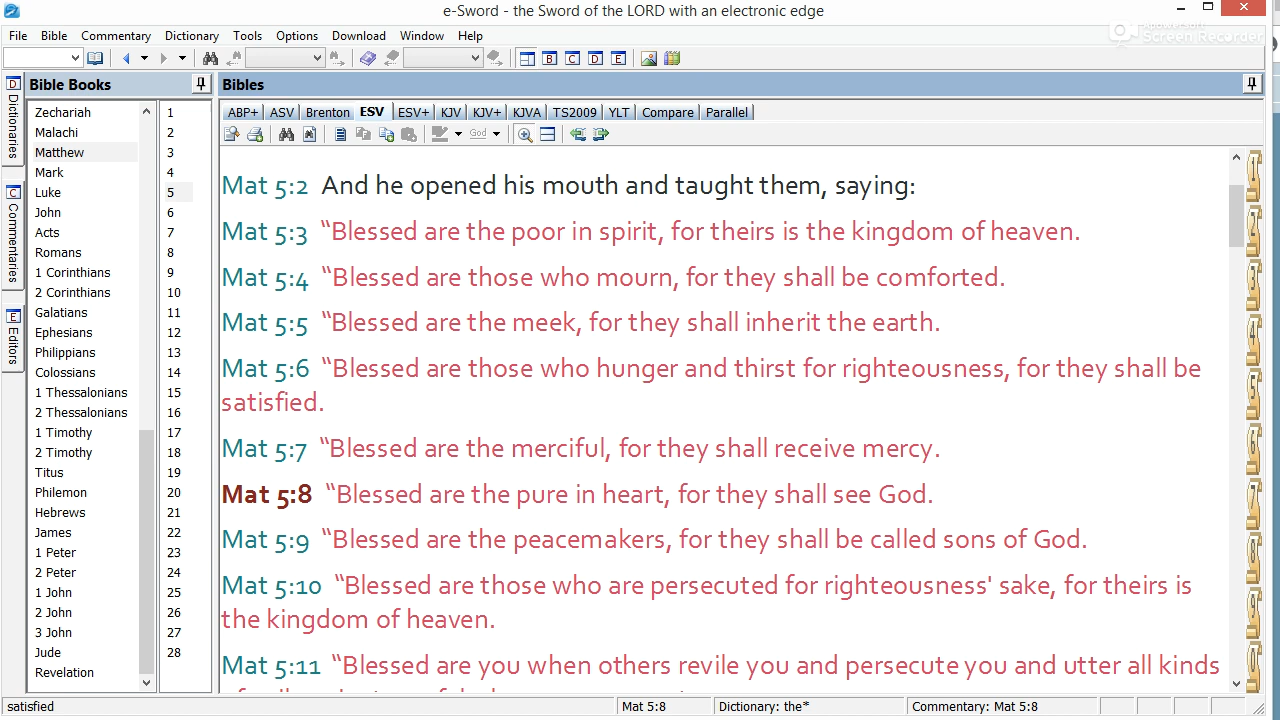 e-Sword - the Sword of the LORD with an electronic edge
File Bible Commentary Dictionary Tools Options Download Window Help
Screen Recorder
D Dictionaries
C Commentaries
E Editors
Bible Books
Zechariah
Malachi
Matthew
Mark
Luke
John
Acts
Romans
1 Corinthians
2 Corinthians
Galatians
Ephesians
Philippians
Colossians
1 Thessalonians
2 Thessalonians
1 Timothy
2 Timothy
Titus
Philemon
Hebrews
James
1 Peter
2 Peter
1 John
2 John
3 John
Jude
Revelation
1
2
3
4
5
6
7
8
9
10
11
12
13
14
15
16
17
18
19
20
21
22
23
24
25
26
27
28
Bibles
ABP+ ASV Brenton ESV ESV+ KJV KJV+ KJVA TS2009 YLT Compare Parallel
God
Mat 5:2 And he opened his mouth and taught them, saying:
Mat 5:3 “Blessed are the poor in spirit, for theirs is the kingdom of heaven.
Mat 5:4 “Blessed are those who mourn, for they shall be comforted.
Mat 5:5 “Blessed are the meek, for they shall inherit the earth.
Mat 5:6 “Blessed are those who hunger and thirst for righteousness, for they shall be
satisfied.
Mat 5:7 “Blessed are the merciful, for they shall receive mercy.
Mat 5:8 “Blessed are the pure in heart, for they shall see God.
Mat 5:9 “Blessed are the peacemakers, for they shall be called sons of God.
Mat 5:10 “Blessed are those who are persecuted for righteousness' sake, for theirs is
the kingdom of heaven.
Mat 5:11 “Blessed are you when others revile you and persecute you and utter all kinds
1
2
3
4
5
6
7
8
9
0
satisfied
Mat 5:8
Dictionary: the*
Commentary: Mat 5:8